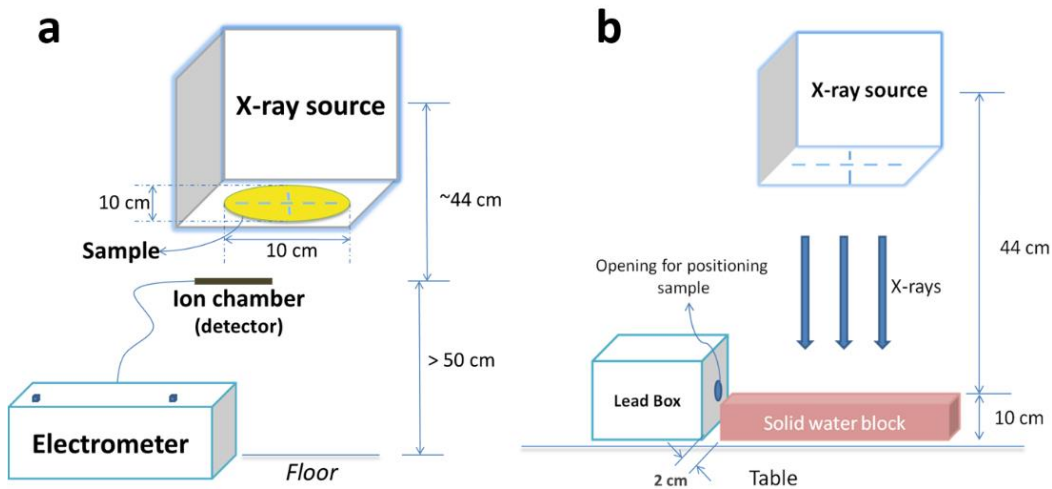 a
X-ray source
10 cm
~44 cm
Sample
10 cm
Ion chamber
(detector)
> 50 cm
Electrometer
Floor
b
X-ray source
44 cm
Opening for positioning
sample
X-rays
Lead Box
Solid water block
10 cm
2 cm
Table